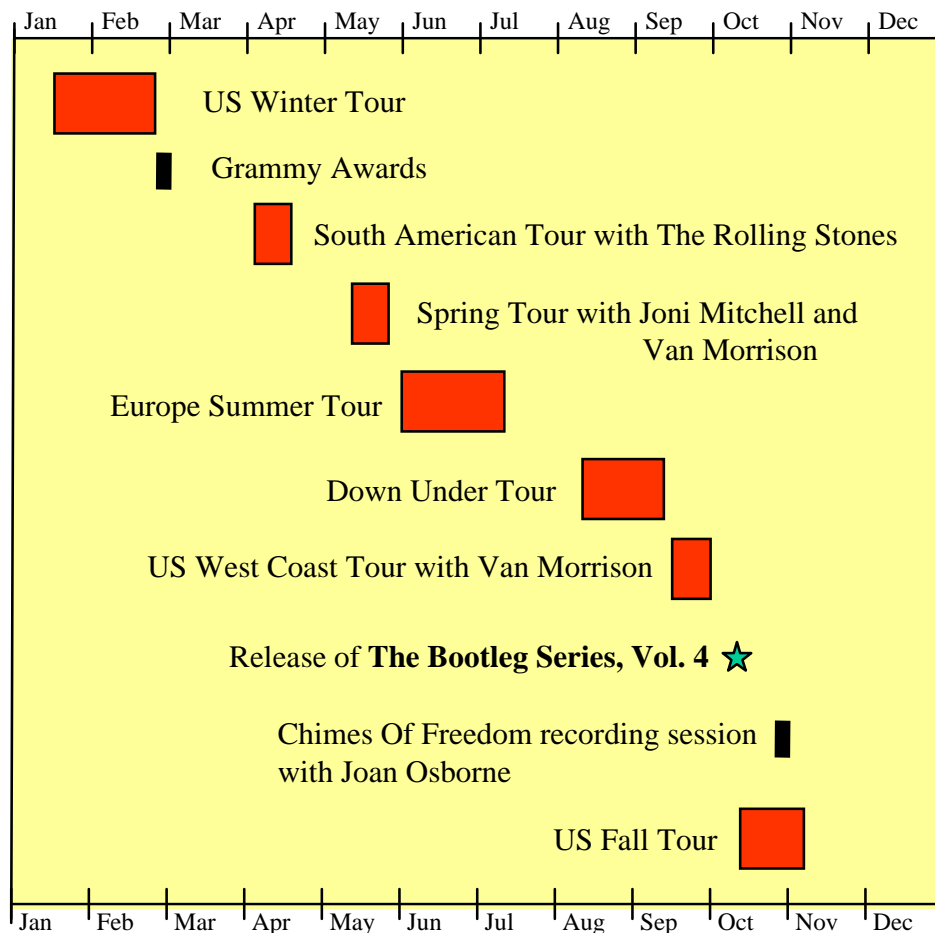 Jan Feb Mar Apr May Jun Jul Aug Sep Oct Nov Dec
US Winter Tour
Grammy Awards
South American Tour with The Rolling Stones
Spring Tour with Joni Mitchell and
Van Morrison
Europe Summer Tour
Down Under Tour
US West Coast Tour with Van Morrison
Release of The Bootleg Series, Vol. 4
Chimes Of Freedom recording session
with Joan Osborne
US Fall Tour
Jan Feb Mar Apr May Jun Jul Aug Sep Oct Nov Dec